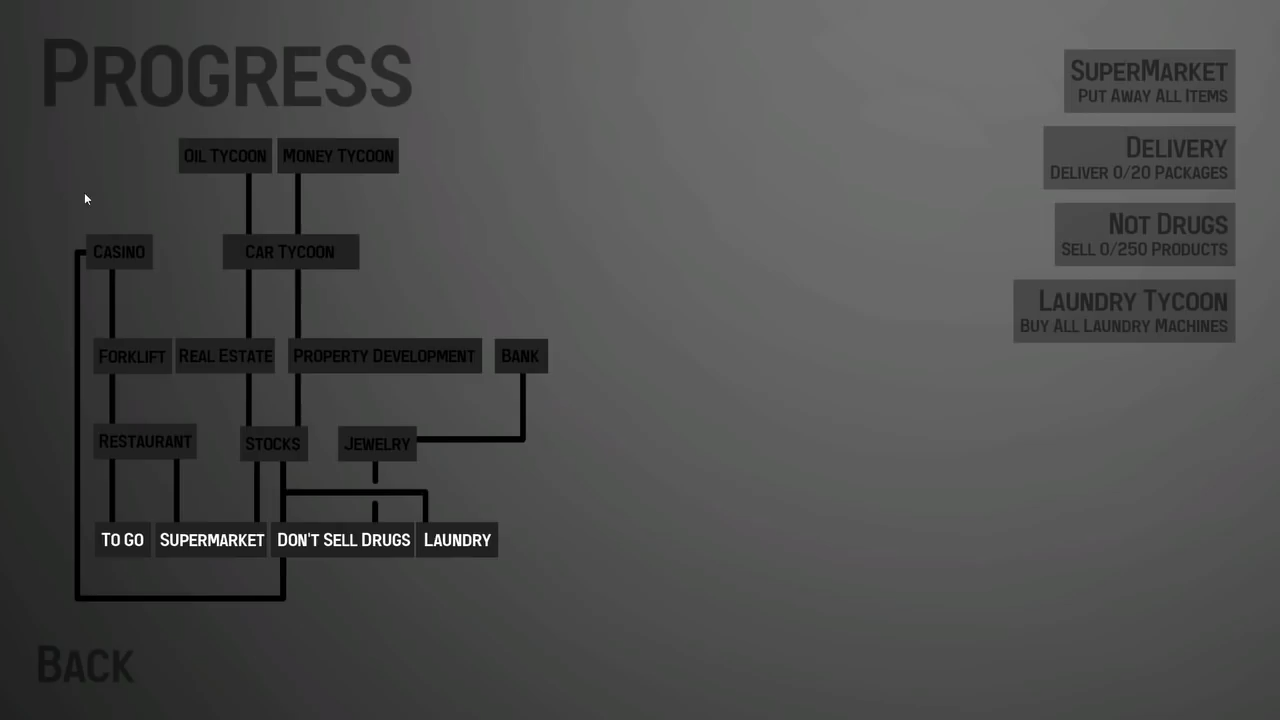 Progress
Oil Tycoon
Money Tycoon
Casino
Car Tycoon
Forklift
Real Estate
Property Development
Bank
Restaurant
Stocks
Jewelry
To Go
Supermarket
Don't Sell Drugs
Laundry
Back
SuperMarket
Put Away All Items
Delivery
Deliver 0/20 Packages
Not Drugs
Sell 0/250 Products
Laundry Tycoon
Buy All Laundry Machines